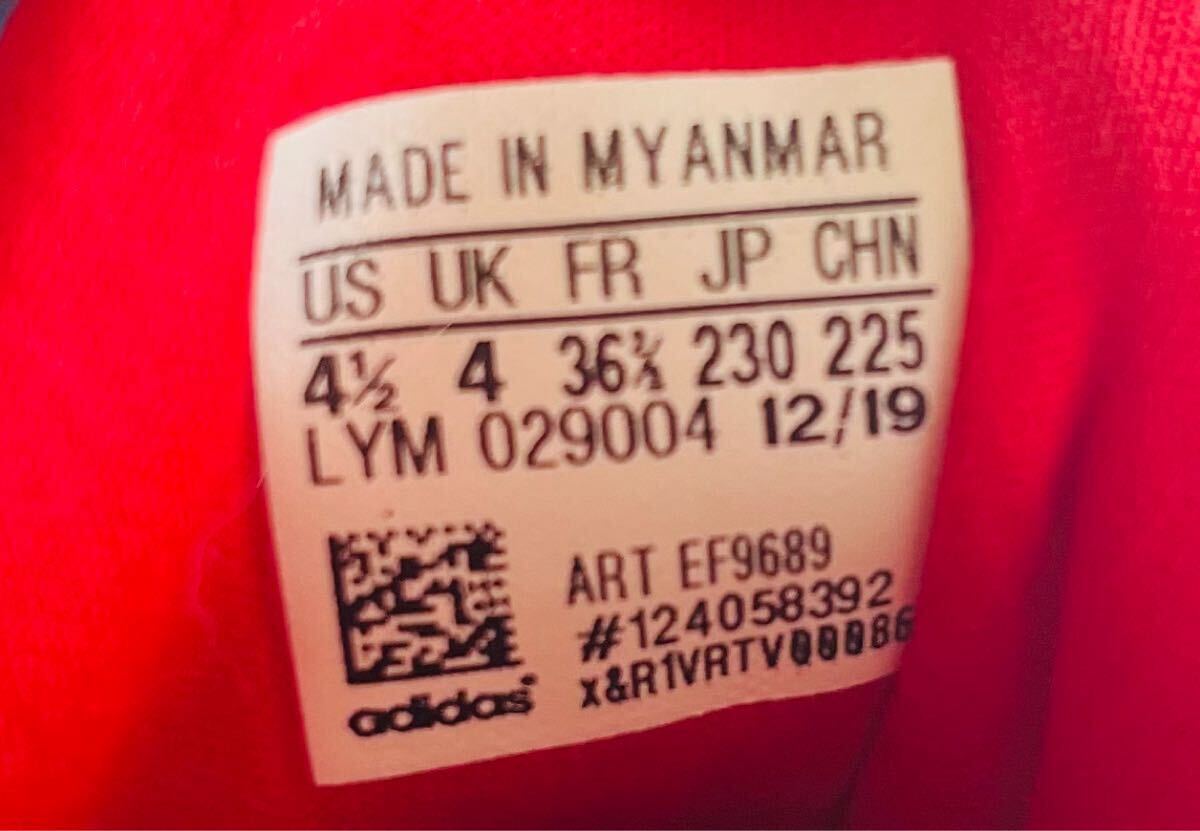 MADE IN MYANMAR
US UK FR JP CHN
4½ 4 36⅔ 230 225
LYM 029004 12/19
ART EF9689
#124058392
x&R1VRTV00086
adidas